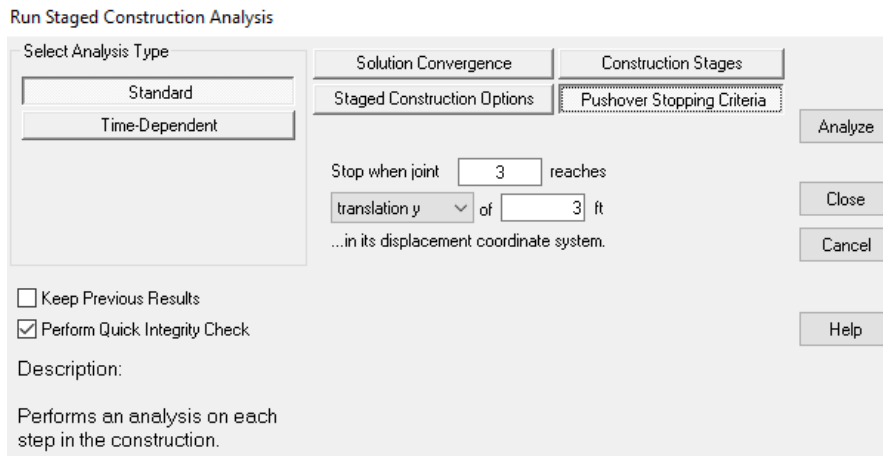 Run Staged Construction Analysis
Select Analysis Type
Standard
Time-Dependent
Solution Convergence
Construction Stages
Staged Construction Options
Pushover Stopping Criteria
Stop when joint 3 reaches
translation y of 3 ft
...in its displacement coordinate system.
Analyze
Close
Cancel
Help
Keep Previous Results
Perform Quick Integrity Check
Description:
Performs an analysis on each
step in the construction.